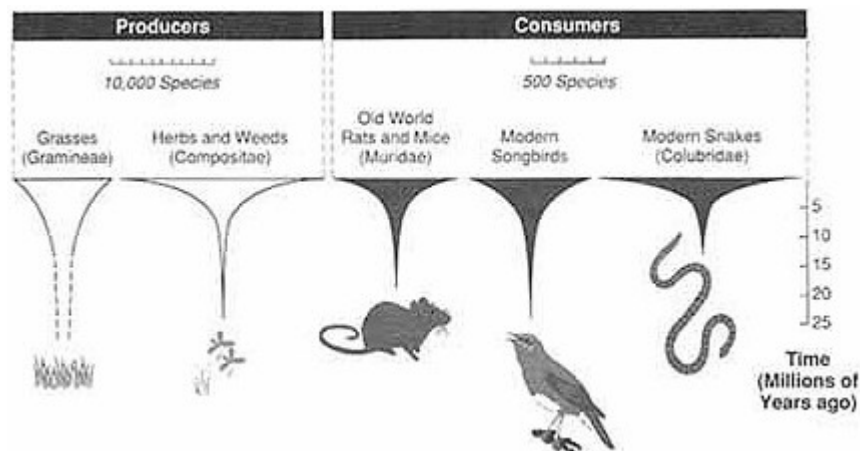 Producers
Consumers
10,000 Species
500 Species
Grasses
(Gramineae)
Herbs and Weeds
(Compositae)
Old World
Rats and Mice
(Muridae)
Modern
Songbirds
Modern Snakes
(Colubridae)
5
10
15
20
25
Time
(Millions of
Years ago)